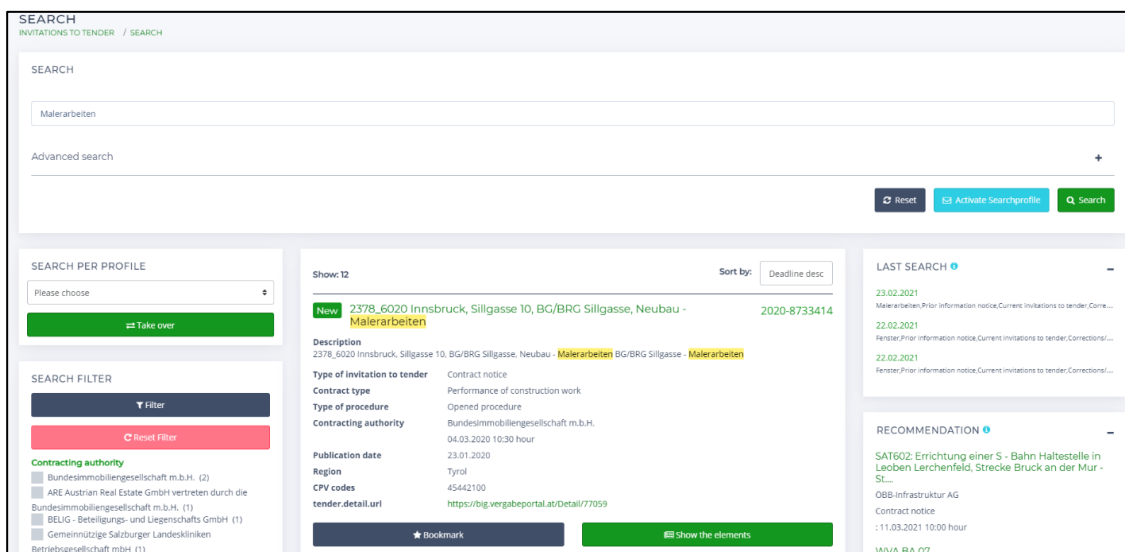 SEARCH
INVITATIONS TO TENDER / SEARCH
SEARCH
Malerarbeiten
Advanced search
+
Reset
Activate Searchprofile
Search
SEARCH PER PROFILE
Please choose
Take over
SEARCH FILTER
Filter
Reset Filter
Contracting authority
Bundesimmobiliengesellschaft m.b.H. (2)
ARE Austrian Real Estate GmbH vertreten durch die
Bundesimmobiliengesellschaft m.b.H. (1)
BELIG - Beteiligungs- und Liegenschafts GmbH (1)
Gemeinnützige Salzburger Landeskliniken
Betriebsgesellschaft mbH (1)
Show: 12
Sort by:
Deadline desc
New 2378_6020 Innsbruck, Sillgasse 10, BG/BRG Sillgasse, Neubau -
Malerarbeiten
2020-8733414
Description
2378_6020 Innsbruck, Sillgasse 10, BG/BRG Sillgasse, Neubau - Malerarbeiten BG/BRG Sillgasse - Malerarbeiten
Type of invitation to tender Contract notice
Contract type Performance of construction work
Type of procedure Opened procedure
Contracting authority Bundesimmobiliengesellschaft m.b.H.
04.03.2020 10:30 hour
Publication date 23.01.2020
Region Tyrol
CPV codes 45442100
tender.detail.url https://big.vergabeportal.at/Detail/77059
Bookmark
Show the elements
LAST SEARCH
23.02.2021
Malerarbeiten,Prior information notice,Current invitations to tender,Corre...
22.02.2021
Fenster,Prior information notice,Current invitations to tender,Corrections/...
22.02.2021
Fenster,Prior information notice,Current invitations to tender,Corrections/...
RECOMMENDATION
SAT602: Errichtung einer S - Bahn Haltestelle in
Leoben Lerchenfeld, Strecke Bruck an der Mur -
St....
ÖBB-Infrastruktur AG
Contract notice
: 11.03.2021 10:00 hour
WVA BA 07